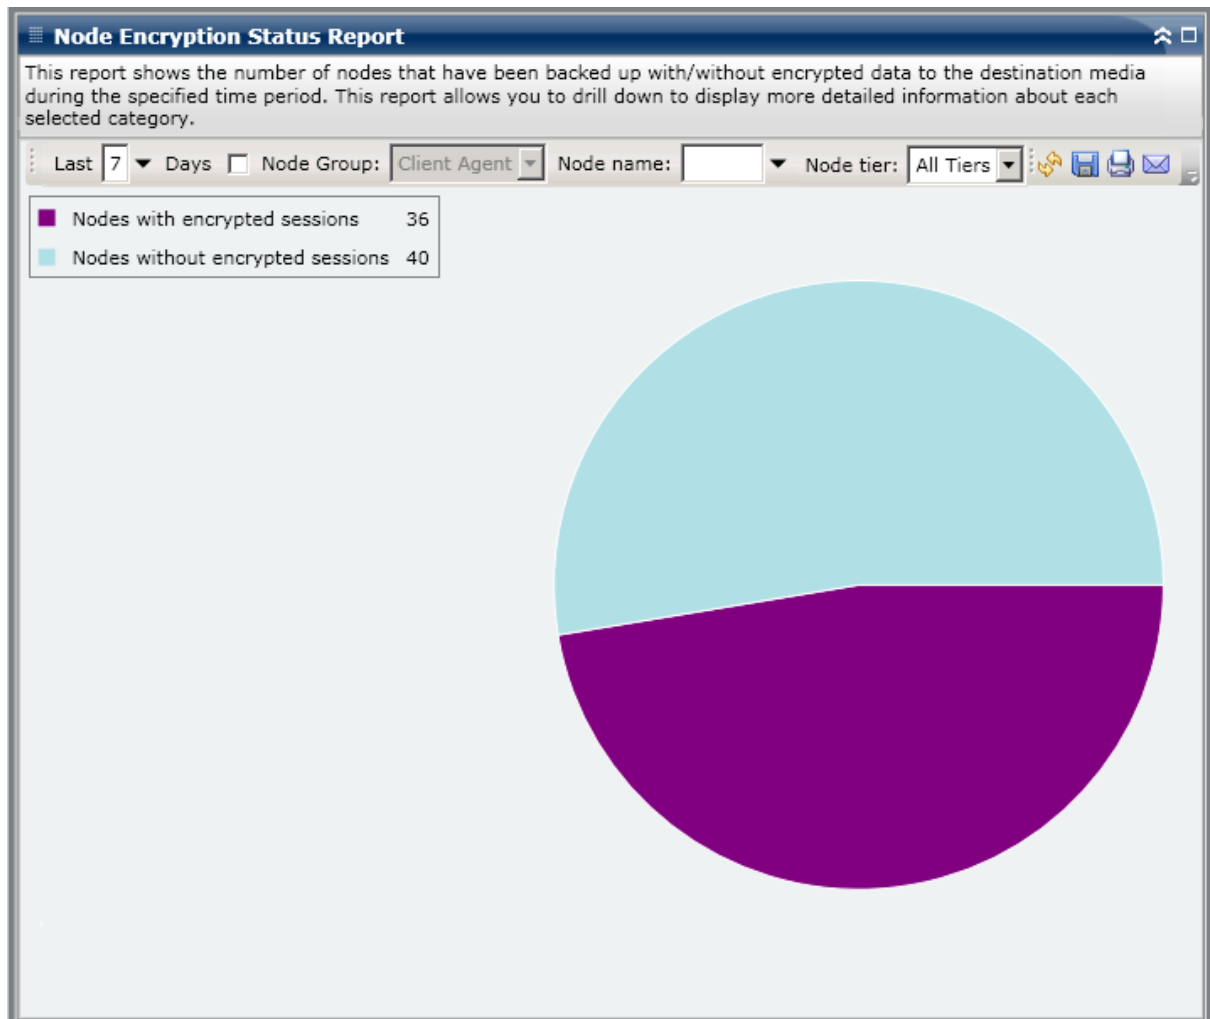 Node Encryption Status Report
This report shows the number of nodes that have been backed up with/without encrypted data to the destination media
during the specified time period. This report allows you to drill down to display more detailed information about each
selected category.
Last 7 Days Node Group: Client Agent Node name: Node tier: All Tiers
Nodes with encrypted sessions 36
Nodes without encrypted sessions 40